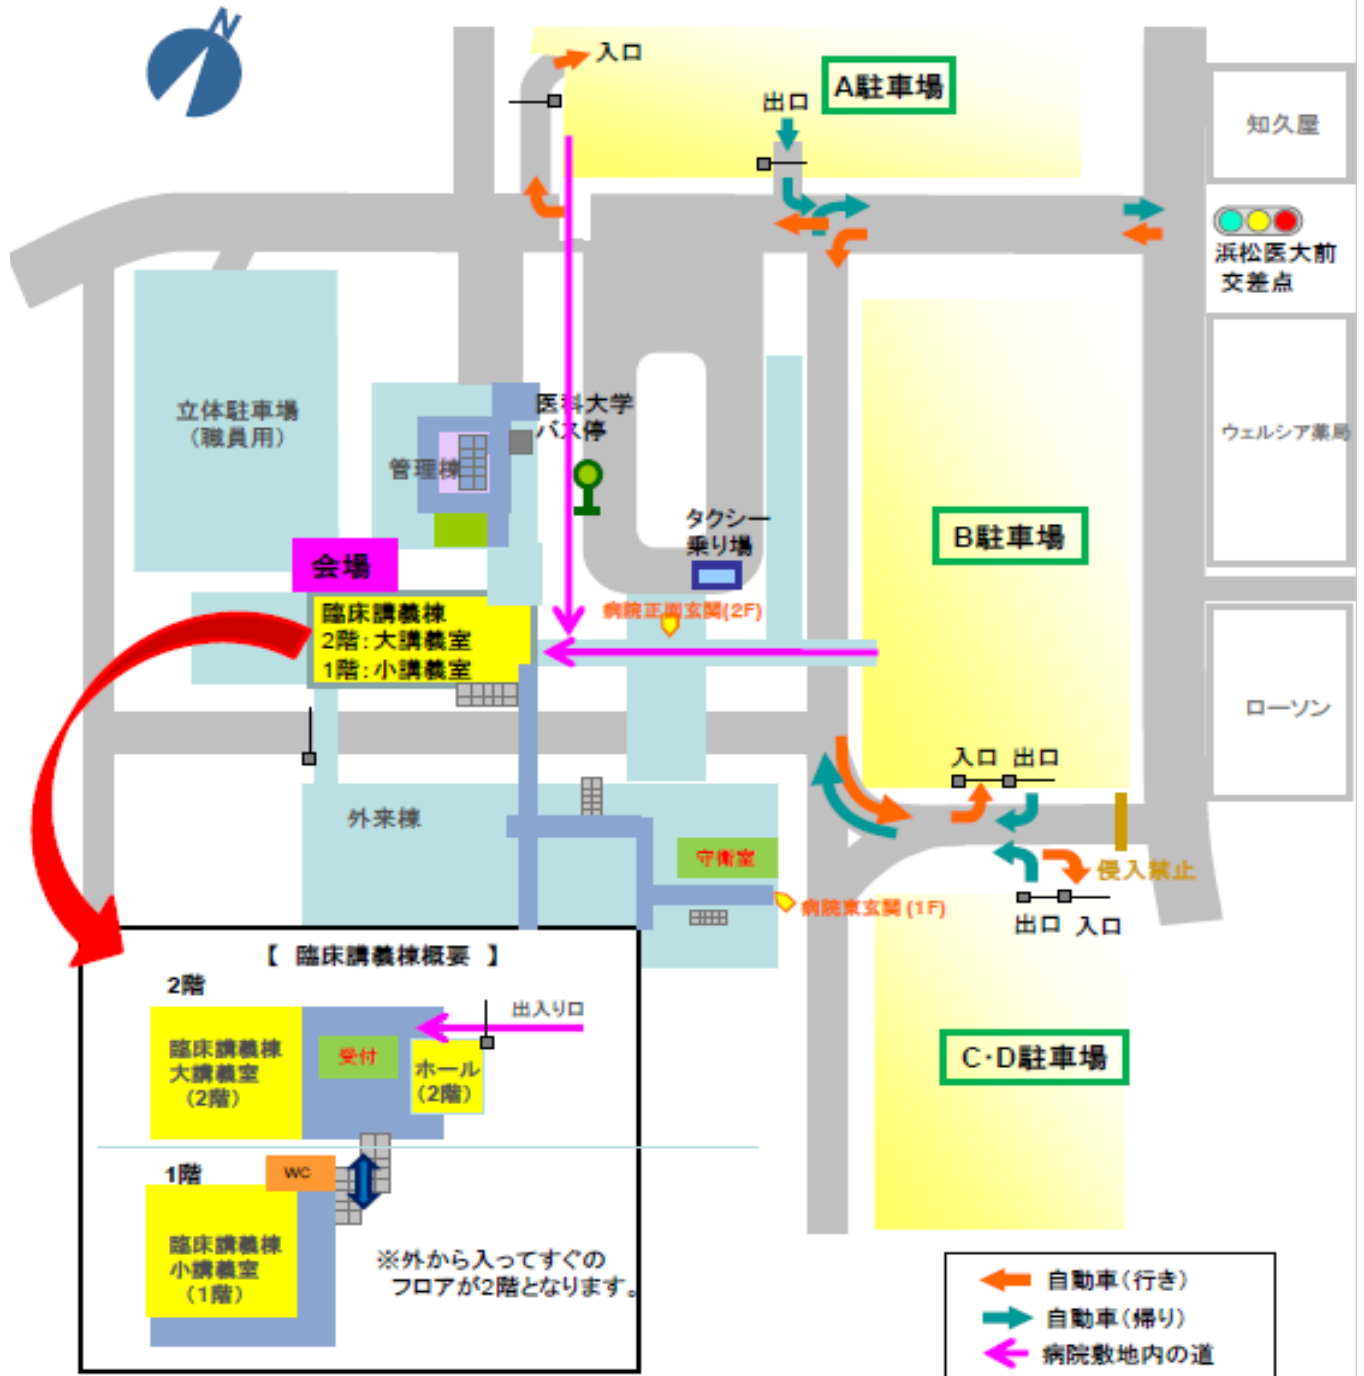 N
入口
A駐車場
出口
知久屋
浜松医大前
交差点
立体駐車場
(職員用)
医科大学
バス停
管理棟
ウェルシア薬局
タクシー
乗り場
B駐車場
会場
臨床講義棟
2階:大講義室
1階:小講義室
病院正面玄関(2F)
ローソン
入口 出口
外来棟
守衛室
侵入禁止
病院東玄関(1F)
出口 入口
【 臨床講義棟概要 】
2階
出入り口
臨床講義棟
大講義室
(2階)
受付
ホール
(2階)
C・D駐車場
1階
WC
臨床講義棟
小講義室
(1階)
※外から入ってすぐの
フロアが2階となります。
自動車(行き)
自動車(帰り)
病院敷地内の道